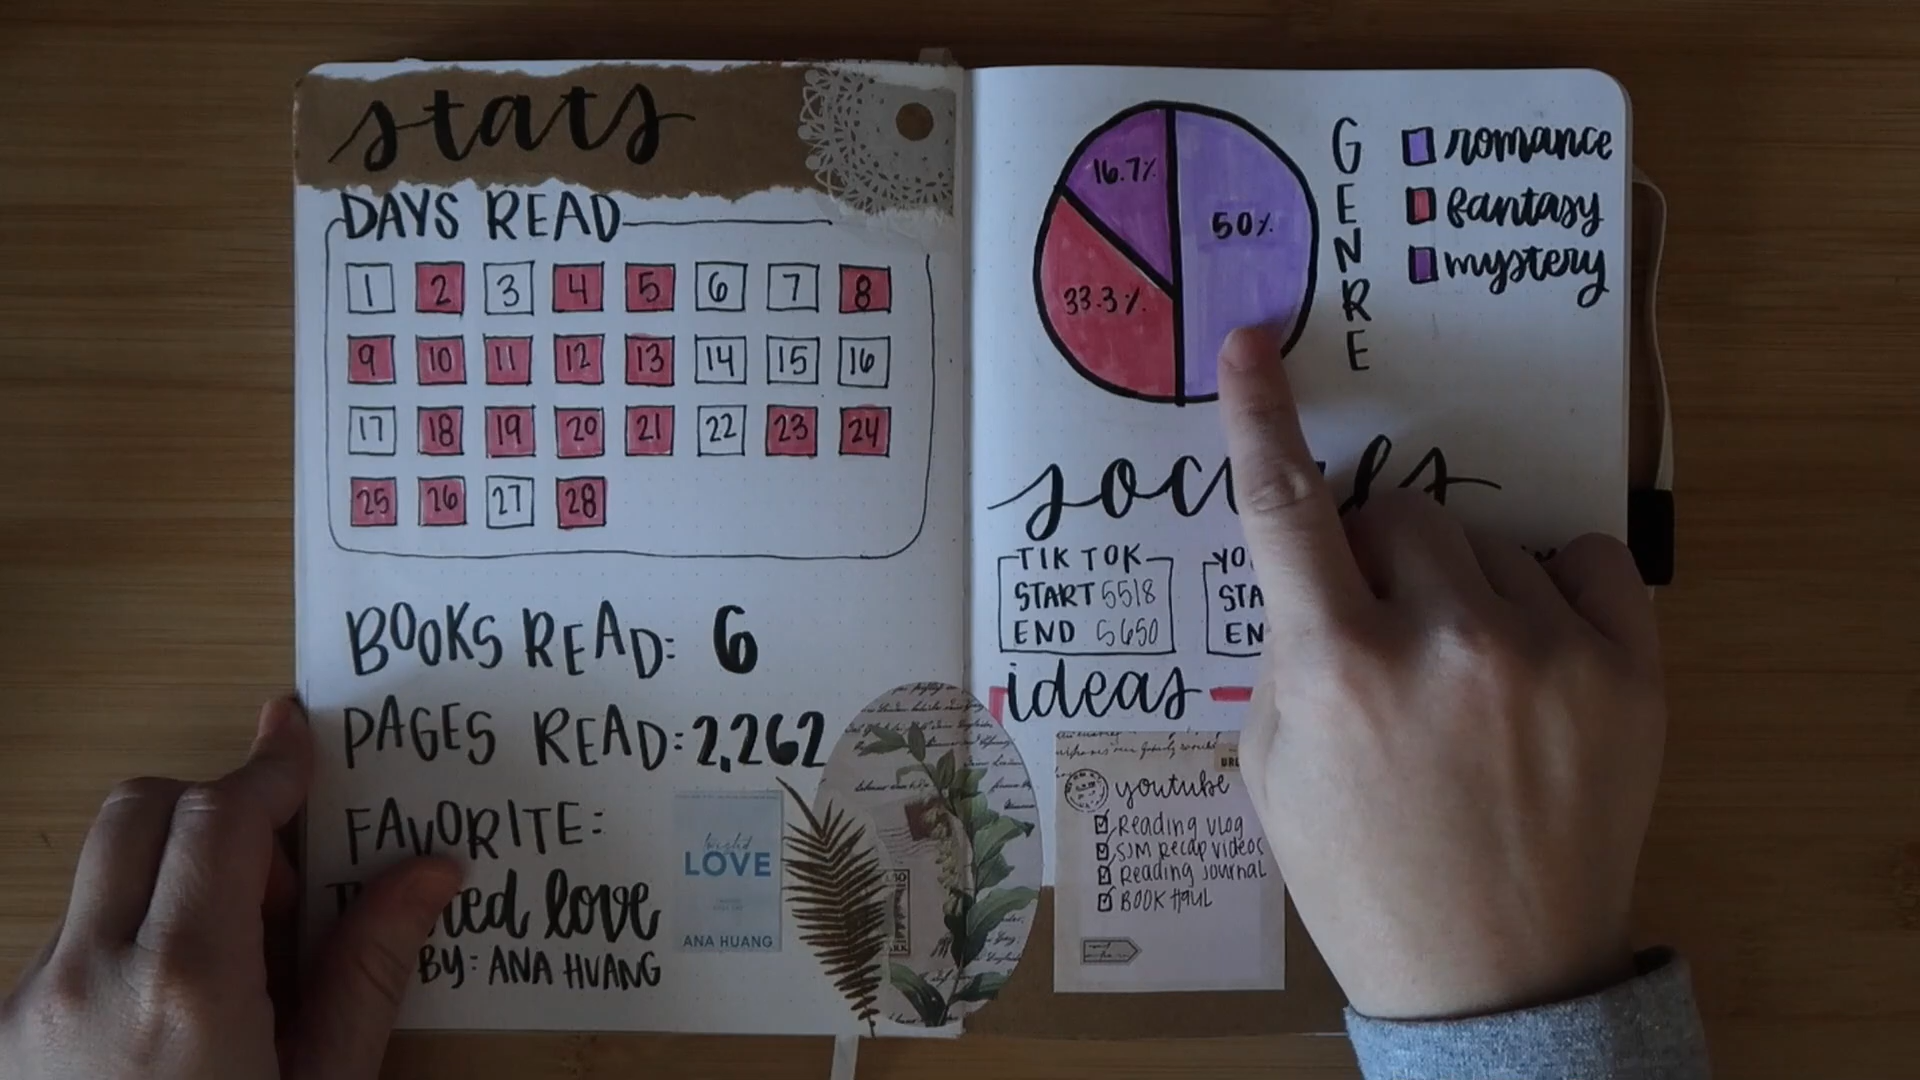 stats
DAYS READ
1 2 3 4 5 6 7 8
9 10 11 12 13 14 15 16
17 18 19 20 21 22 23 24
25 26 27 28
BOOKS READ: 6
PAGES READ: 2,262
FAVORITE:
love
BY: ANA HUANG
LOVE
ANA HUANG
16.7%
50%
33.3%
GENRE
romance
fantasy
mystery
TIK TOK
START 5518
END 5650
ideas
youtube
Reading vlog
SJM Recap videos
Reading journal
BOOK HAUL